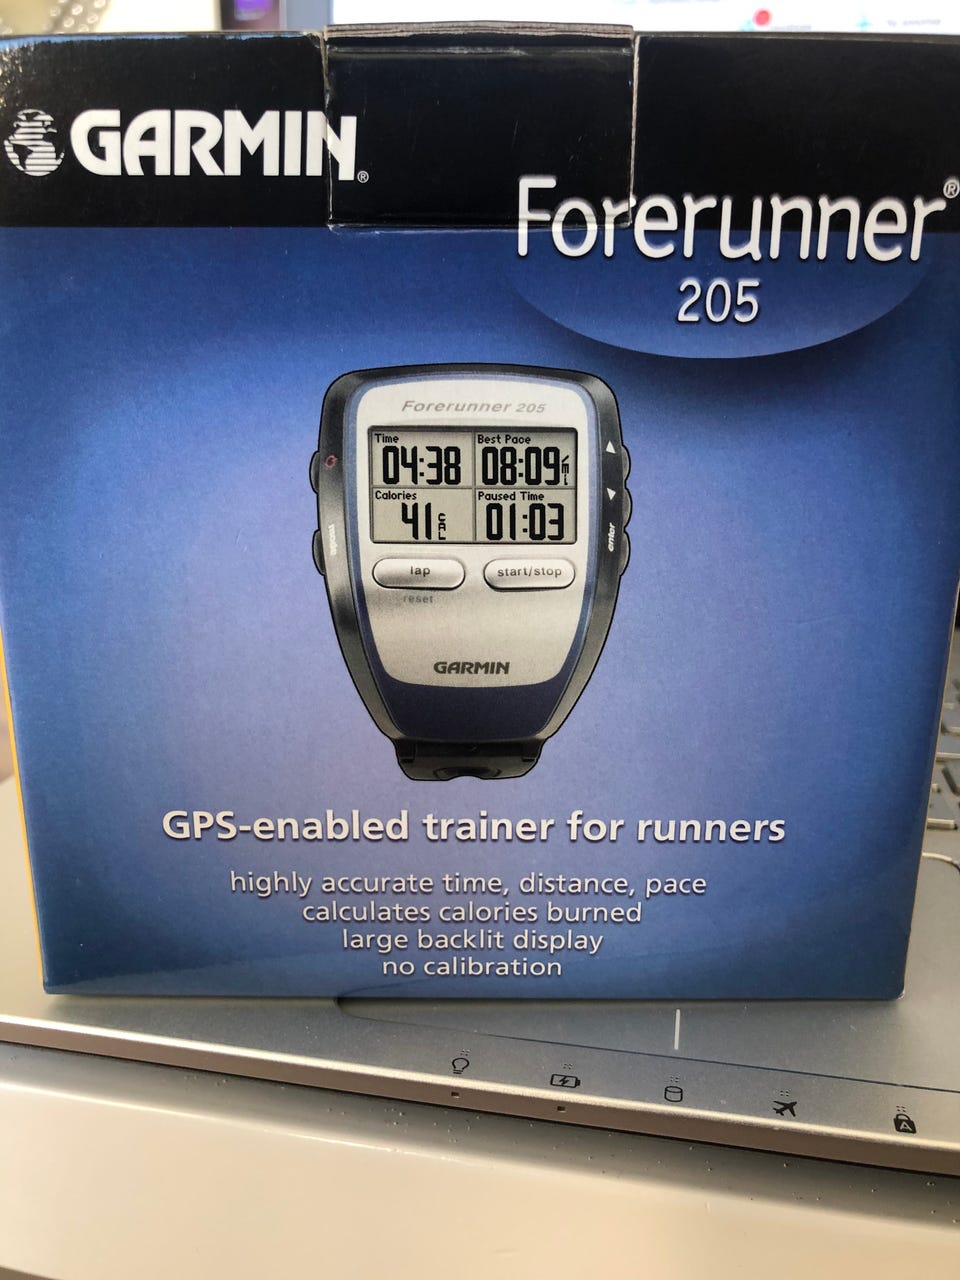 GARMIN®
Forerunner®
205
Forerunner 205
Time
04:38
Best Pace
08:09
Calories
41 CAL
Paused Time
01:03
mode
enter
lap
start/stop
reset
GARMIN
GPS-enabled trainer for runners
highly accurate time, distance, pace
calculates calories burned
large backlit display
no calibration
A